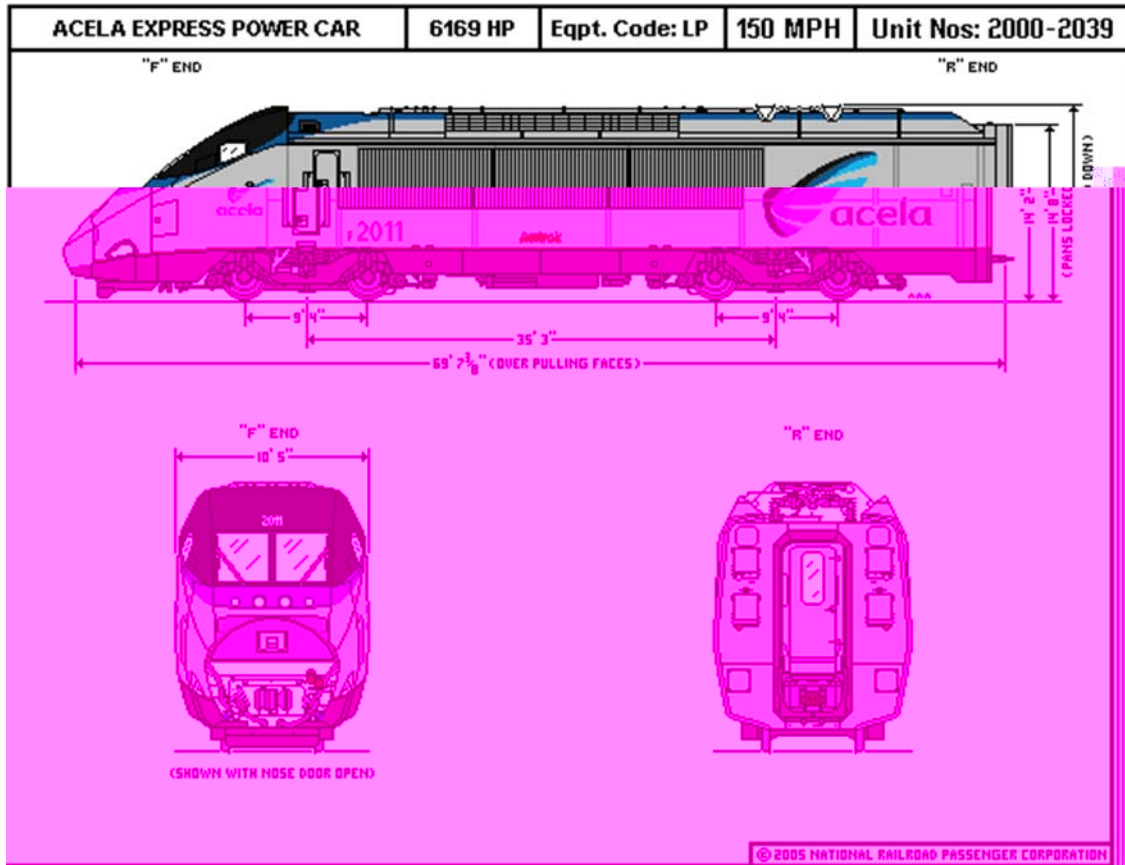 ACELA EXPRESS POWER CAR 6169 HP Eqpt. Code: LP 150 MPH Unit Nos: 2000-2039
"F" END "R" END
acela
acela
F 2011
Amtrak
14' 2"
14' 8"
(PANS LOCKED DOWN)
9' 4" 9' 4"
35' 3"
69' 7 3/8" (OVER PULLING FACES)
"F" END "R" END
10' 5"
2011
(SHOWN WITH NOSE DOOR OPEN)
© 2005 NATIONAL RAILROAD PASSENGER CORPORATION